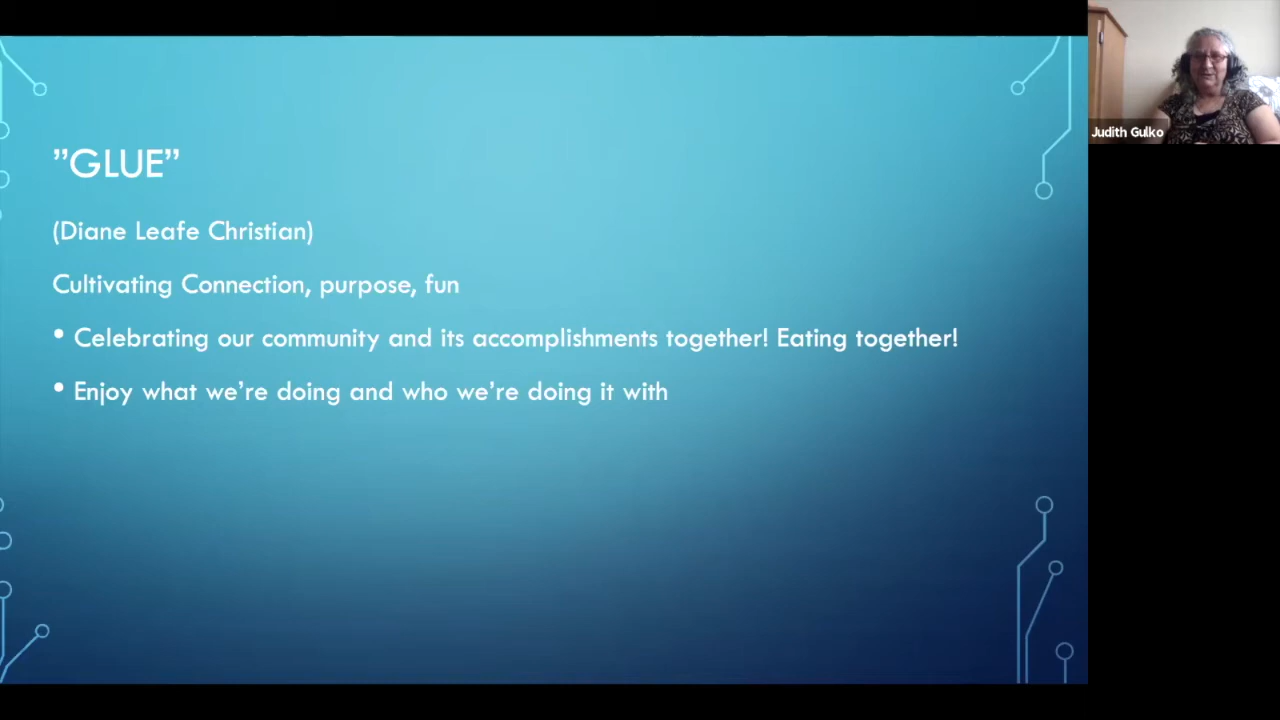 ”GLUE”
(Diane Leafe Christian)
Cultivating Connection, purpose, fun
• Celebrating our community and its accomplishments together! Eating together!
• Enjoy what we’re doing and who we’re doing it with
Judith Gulko